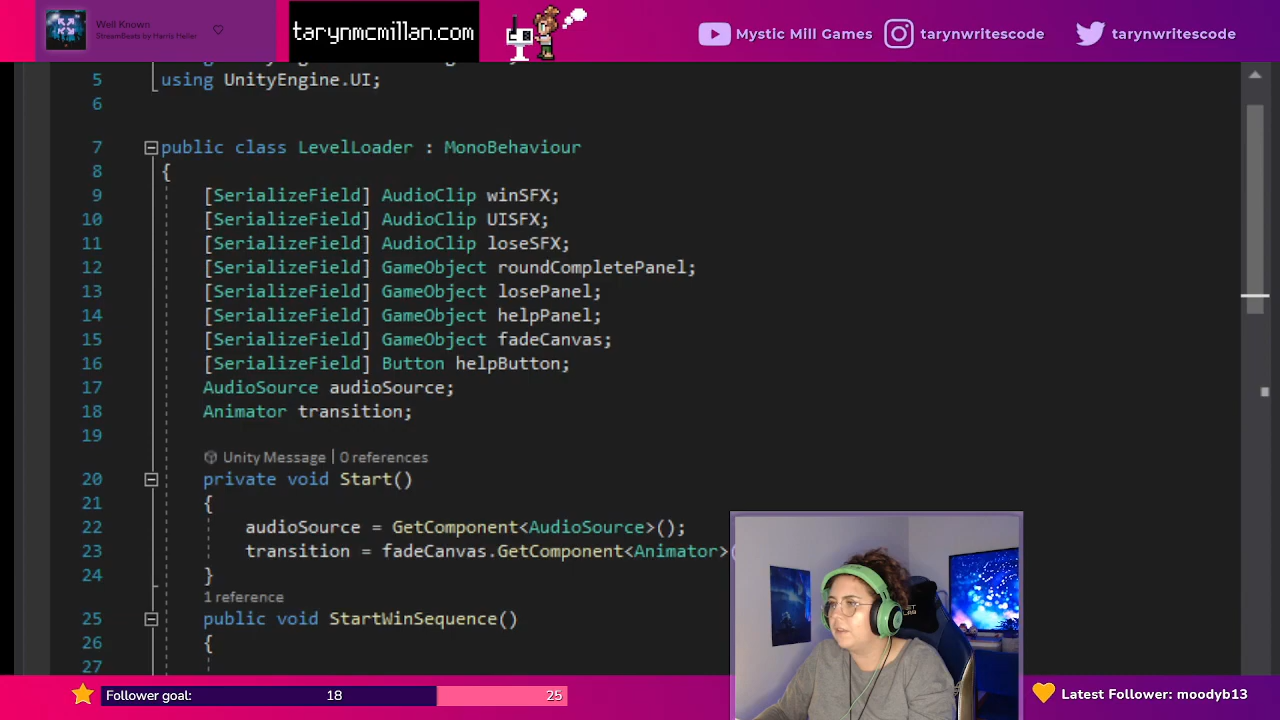 Well Known
StreamBeats by Harris Heller
tarynmcmillan.com
Mystic Mill Games
tarynwritescode
tarynwritescode
5 using UnityEngine.UI;
6
7 public class LevelLoader : MonoBehaviour
8 {
9 [SerializeField] AudioClip winSFX;
10 [SerializeField] AudioClip UISFX;
11 [SerializeField] AudioClip loseSFX;
12 [SerializeField] GameObject roundCompletePanel;
13 [SerializeField] GameObject losePanel;
14 [SerializeField] GameObject helpPanel;
15 [SerializeField] GameObject fadeCanvas;
16 [SerializeField] Button helpButton;
17 AudioSource audioSource;
18 Animator transition;
19
Unity Message | 0 references
20 private void Start()
21 {
22 audioSource = GetComponent<AudioSource>();
23 transition = fadeCanvas.GetComponent<Animator>(
24 }
1 reference
25 public void StartWinSequence()
26 {
27
Follower goal: 18 25
Latest Follower: moodyb13